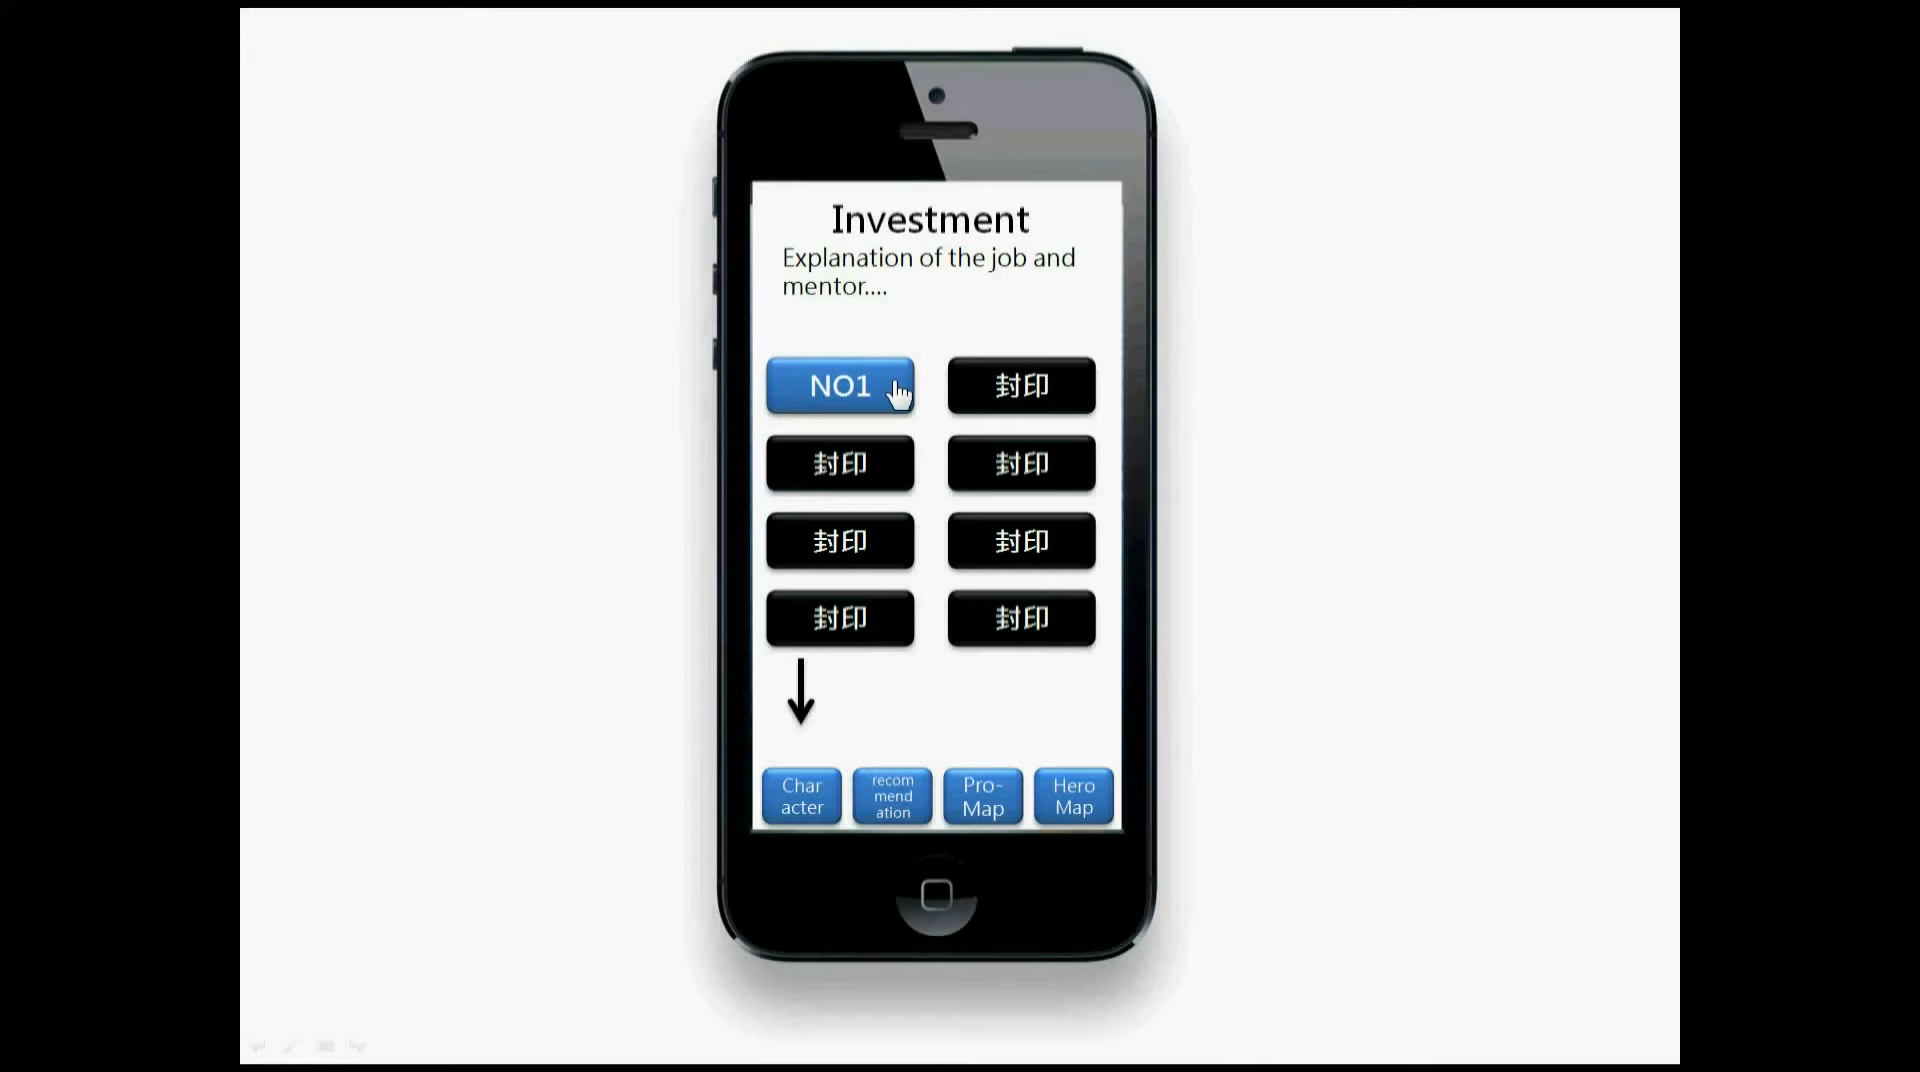 Investment
Explanation of the job and
mentor....
NO1
封印
封印
封印
封印
封印
封印
封印
Char
acter
recom
mend
ation
Pro-
Map
Hero
Map